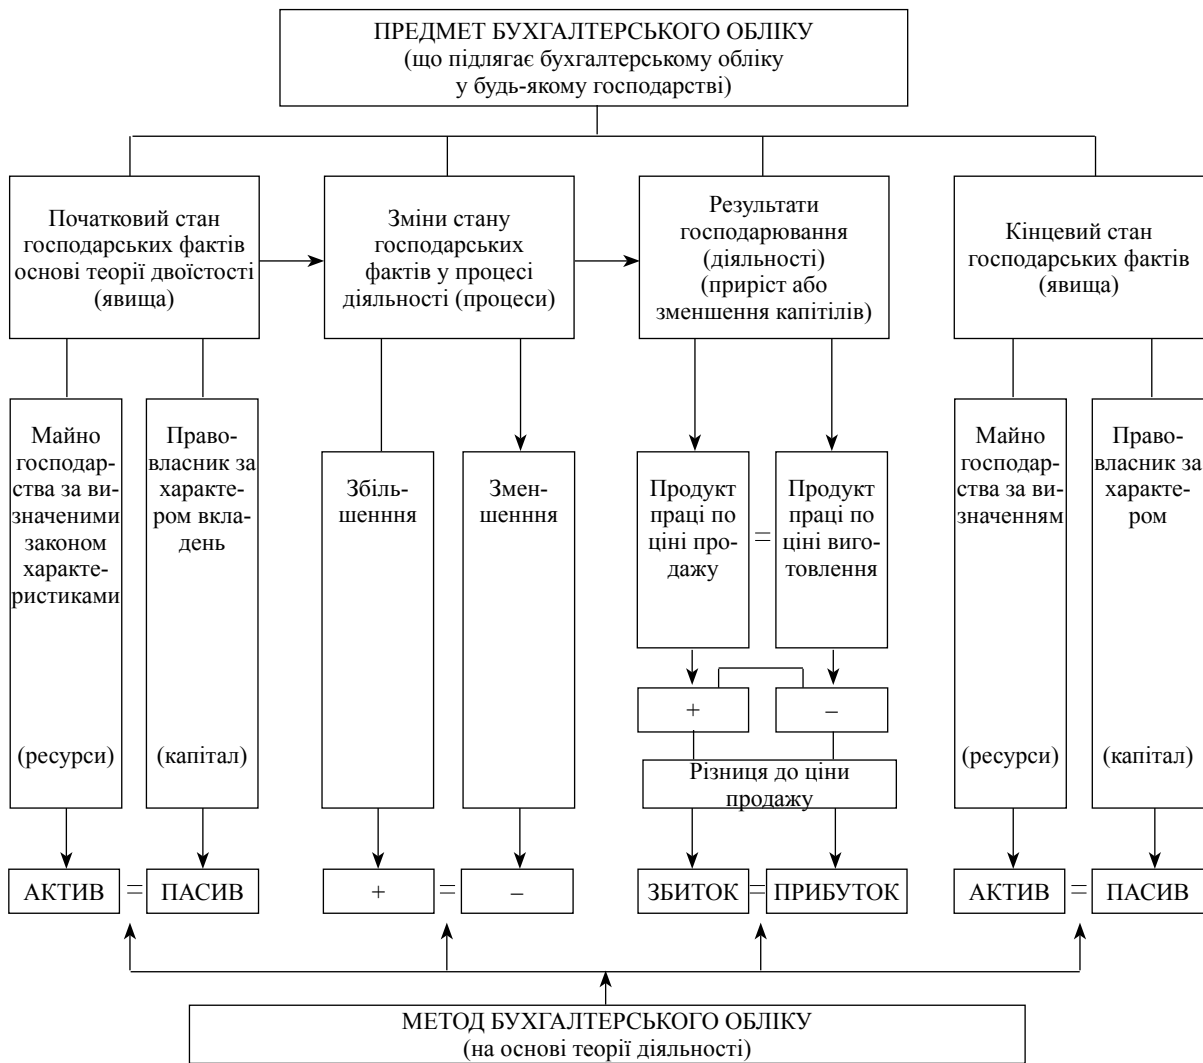 ПРЕДМЕТ БУХГАЛТЕРСЬКОГО ОБЛІКУ
(що підлягає бухгалтерському обліку
у будь-якому господарстві)
Початковий стан
господарських фактів
основі теорії двоїстості
(явища)
Зміни стану
господарських
фактів у процесі
діяльності (процеси)
Результати
господарювання
(діяльності)
(приріст або
зменшення капітілів)
Кінцевий стан
господарських фактів
(явища)
Майно
господар-
ства за ви-
значеними
законом
характе-
ристиками
(ресурси)
Право-
власник за
характе-
ром вкла-
день
(капітал)
Збіль-
шенння
Змен-
шенння
Продукт
праці по
ціні про-
дажу
=
Продукт
праці по
ціні виго-
товлення
Майно
господар-
ства за ви-
значенням
(ресурси)
Право-
власник за
характе-
ром
(капітал)
+
–
Різниця до ціни
продажу
АКТИВ = ПАСИВ
+ = –
ЗБИТОК = ПРИБУТОК
АКТИВ = ПАСИВ
МЕТОД БУХГАЛТЕРСЬКОГО ОБЛІКУ
(на основі теорії діяльності)